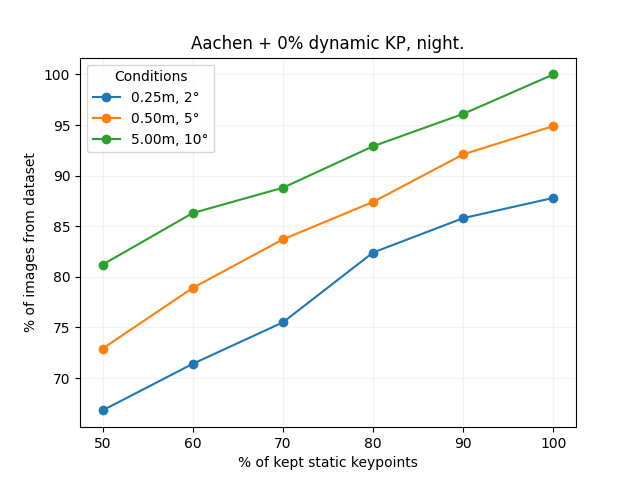 Aachen + 0% dynamic KP, night.
Conditions
0.25m, 2°
0.50m, 5°
5.00m, 10°
% of images from dataset
100
95
90
85
80
75
70
50 60 70 80 90 100
% of kept static keypoints